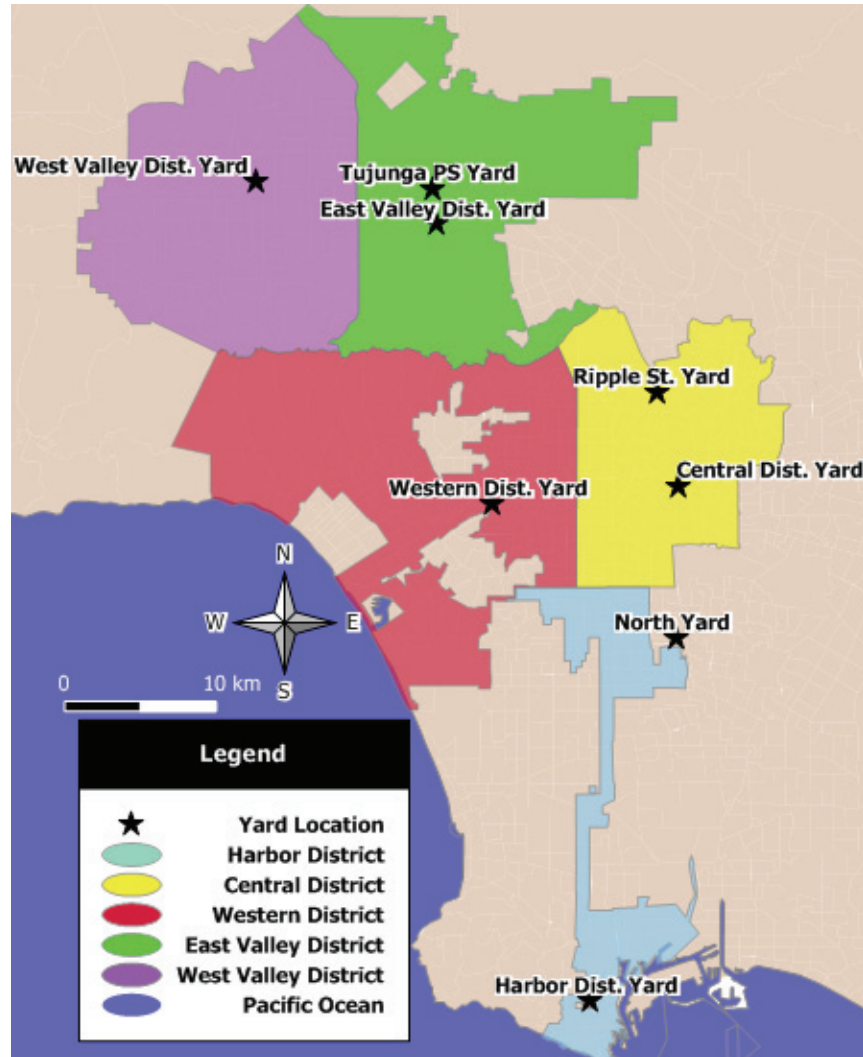 West Valley Dist. Yard
Tujunga PS Yard
East Valley Dist. Yard
Ripple St. Yard
Central Dist. Yard
Western Dist. Yard
N
W
E
S
North Yard
0
10 km
Legend
Yard Location
Harbor District
Central District
Western District
East Valley District
West Valley District
Pacific Ocean
Harbor Dist. Yard